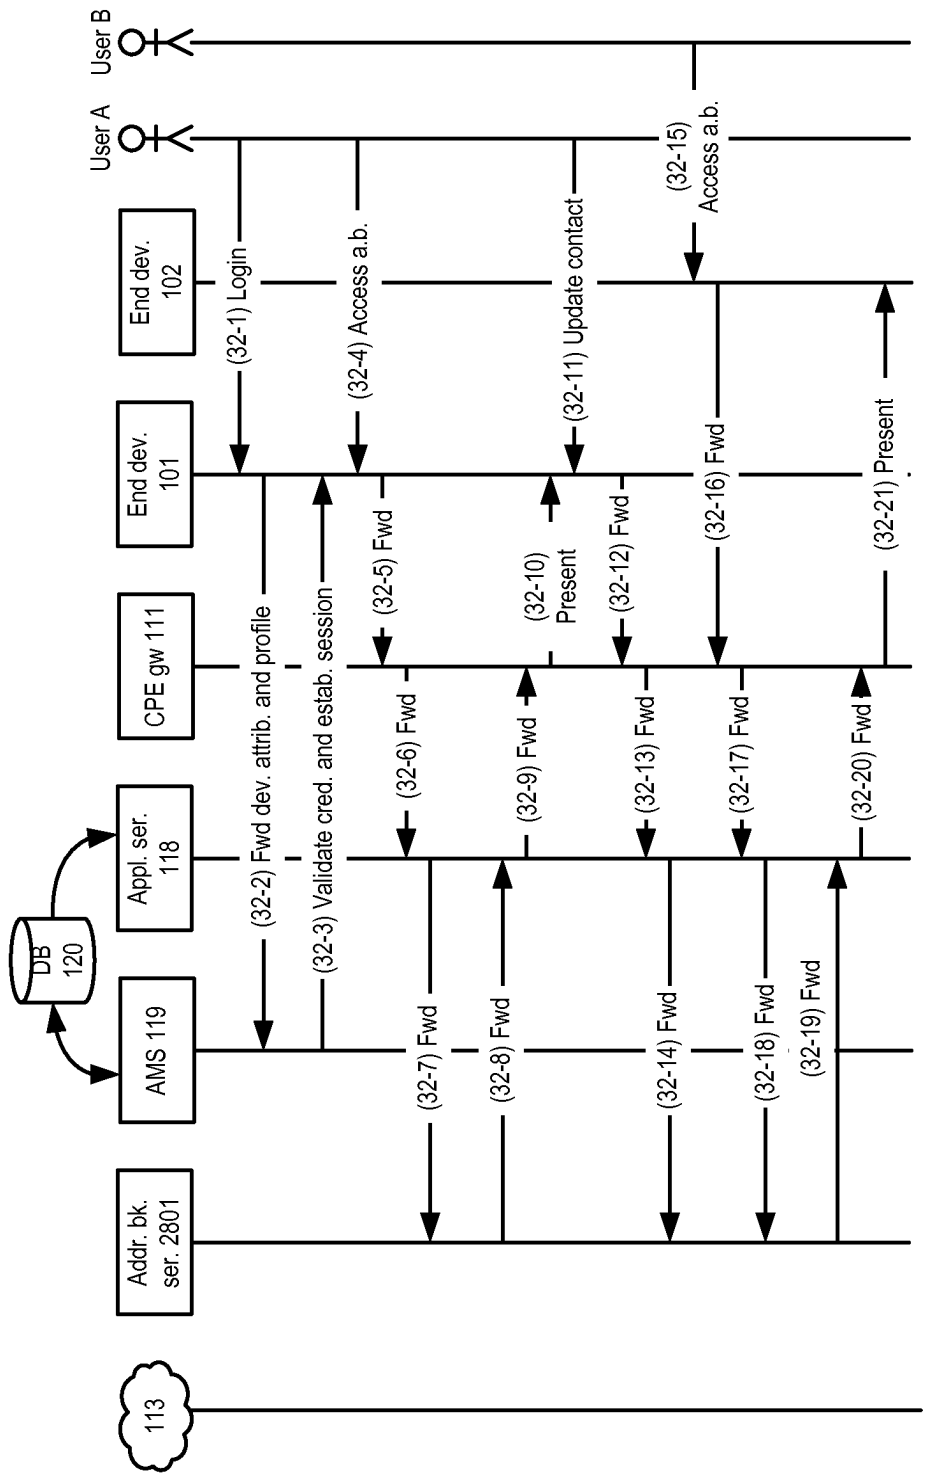 113
Addr. bk.
ser. 2801
AMS 119
DB
120
Appl. ser.
118
CPE gw 111
End dev.
101
End dev.
102
User A
User B
(32-1) Login
(32-2) Fwd dev. attrib. and profile
(32-3) Validate cred. and estab. session
(32-4) Access a.b.
(32-5) Fwd
(32-6) Fwd
(32-7) Fwd
(32-8) Fwd
(32-9) Fwd
(32-10)
Present
(32-11) Update contact
(32-12) Fwd
(32-13) Fwd
(32-14) Fwd
(32-15)
Access a.b.
(32-16) Fwd
(32-17) Fwd
(32-18) Fwd
(32-19) Fwd
(32-20) Fwd
(32-21) Present